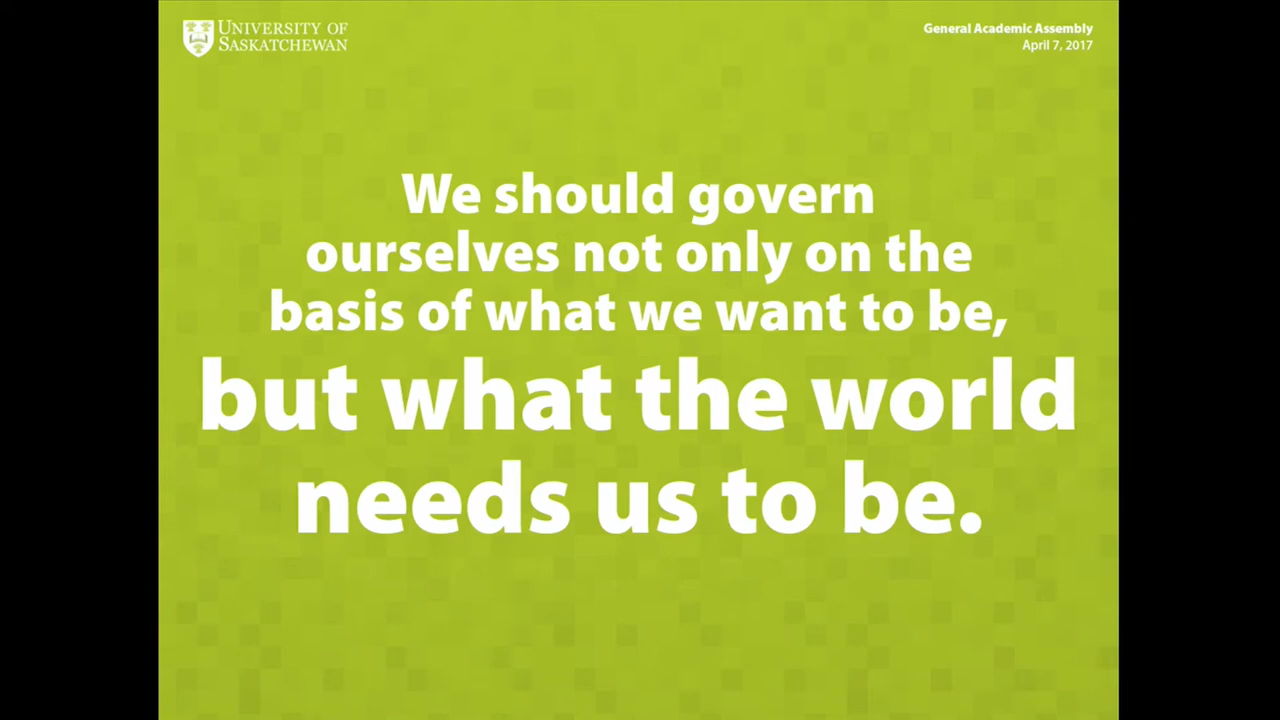 UNIVERSITY OF
SASKATCHEWAN
General Academic Assembly
April 7, 2017
We should govern
ourselves not only on the
basis of what we want to be,
but what the world
needs us to be.